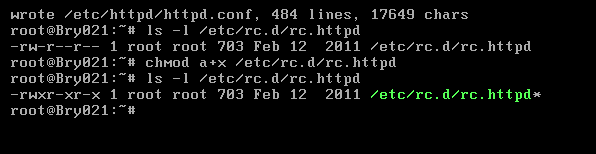 wrote /etc/httpd/httpd.conf, 484 lines, 17649 chars
root@Bry021:~# ls -l /etc/rc.d/rc.httpd
-rw-r--r-- 1 root root 703 Feb 12  2011 /etc/rc.d/rc.httpd
root@Bry021:~# chmod a+x /etc/rc.d/rc.httpd
root@Bry021:~# ls -l /etc/rc.d/rc.httpd
-rwxr-xr-x 1 root root 703 Feb 12  2011 /etc/rc.d/rc.httpd*
root@Bry021:~#